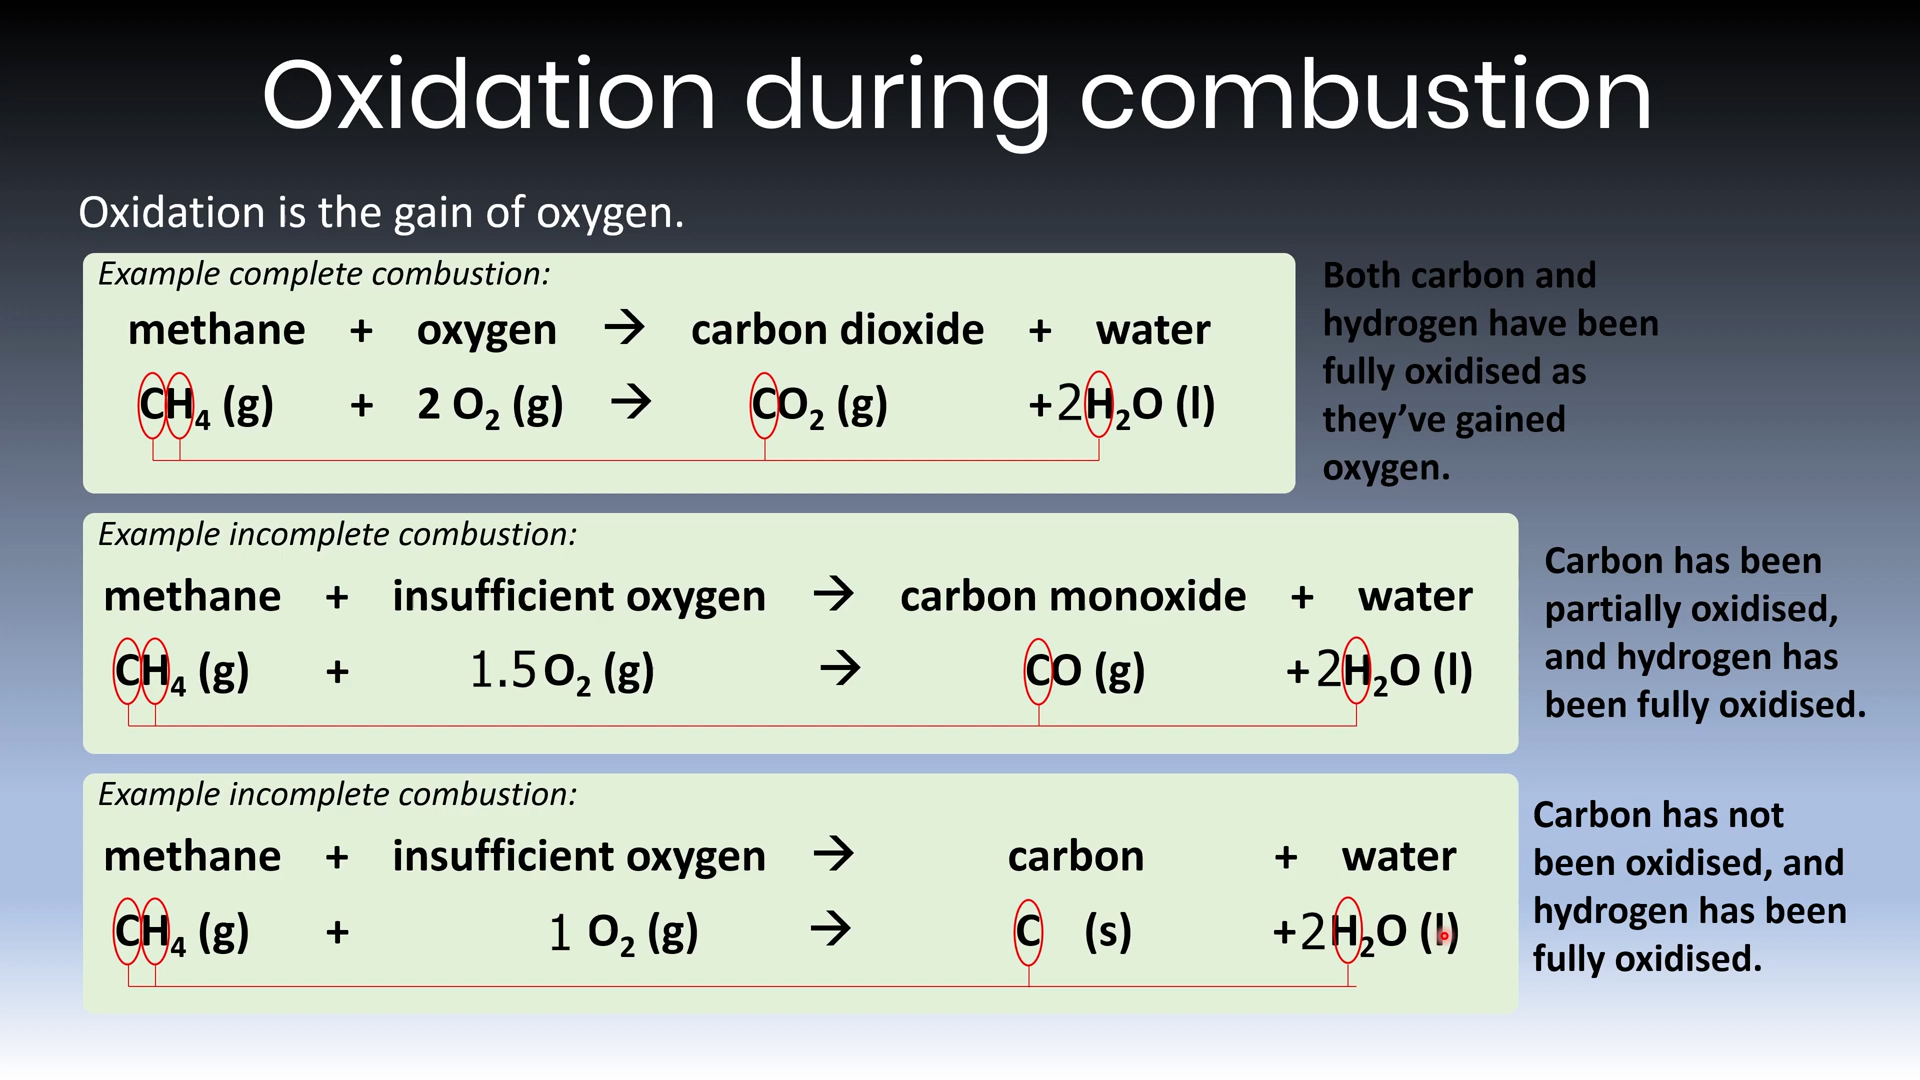 Oxidation during combustion
Oxidation is the gain of oxygen.
Example complete combustion:
methane + oxygen → carbon dioxide + water
CH₄ (g) + 2 O₂ (g) → CO₂ (g) + 2H₂O (l)
Both carbon and
hydrogen have been
fully oxidised as
they’ve gained
oxygen.
Example incomplete combustion:
methane + insufficient oxygen → carbon monoxide + water
CH₄ (g) + 1.5 O₂ (g) → CO (g) + 2H₂O (l)
Carbon has been
partially oxidised,
and hydrogen has
been fully oxidised.
Example incomplete combustion:
methane + insufficient oxygen → carbon + water
CH₄ (g) + 1 O₂ (g) → C (s) + 2H₂O (l)
Carbon has not
been oxidised, and
hydrogen has been
fully oxidised.